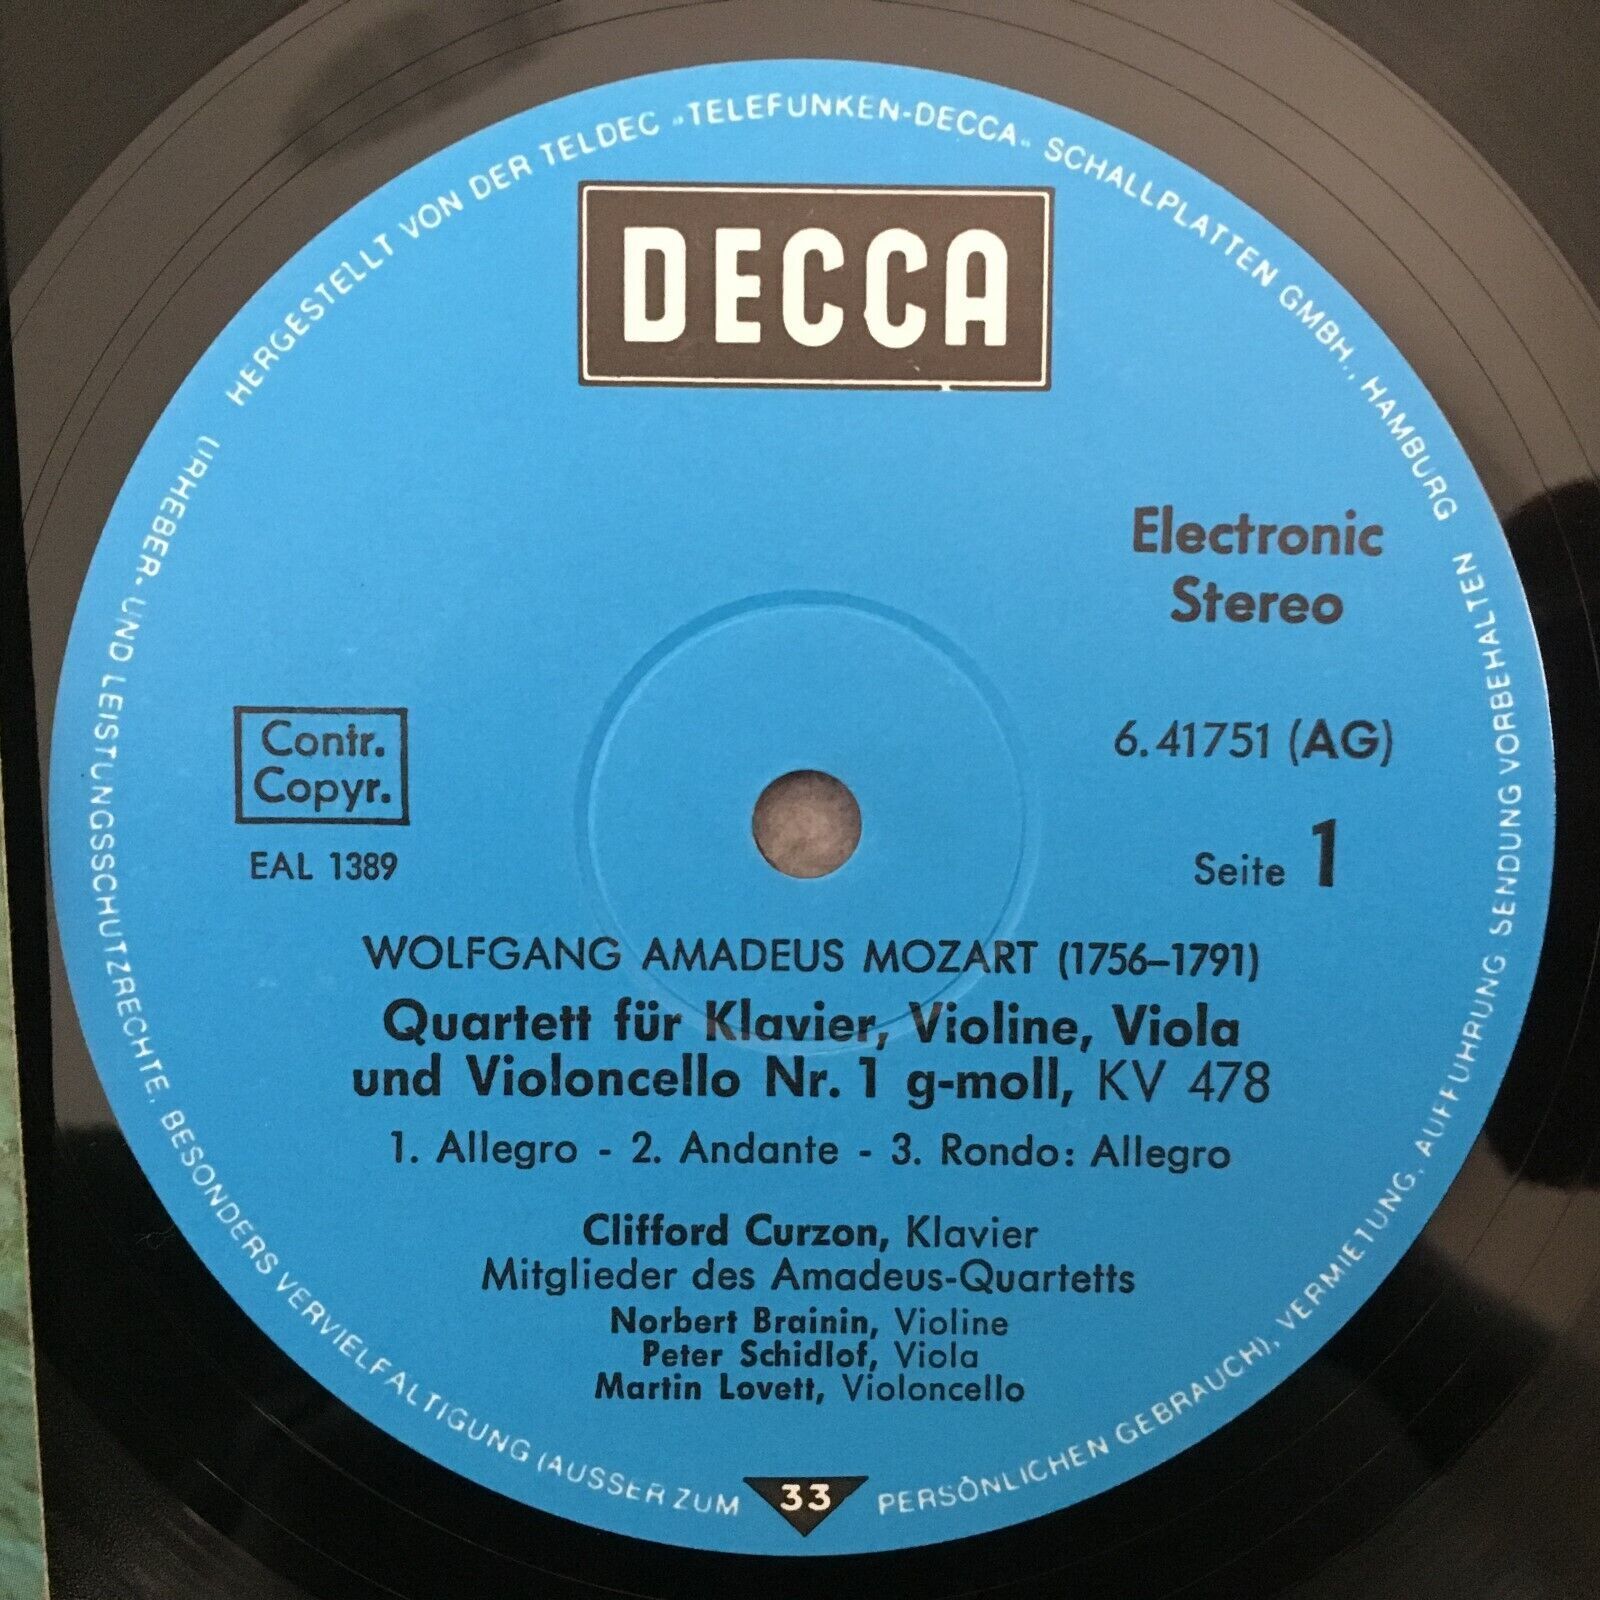 HERGESTELLT VON DER TELDEC »TELEFUNKEN-DECCA« SCHALLPLATTEN GMBH., HAMBURG
DECCA
Electronic
Stereo
6.41751 (AG)
Seite 1
Contr.
Copyr.
EAL 1389
WOLFGANG AMADEUS MOZART (1756–1791)
Quartett für Klavier, Violine, Viola
und Violoncello Nr. 1 g-moll, KV 478
1. Allegro - 2. Andante - 3. Rondo: Allegro
Clifford Curzon, Klavier
Mitglieder des Amadeus-Quartetts
Norbert Brainin, Violine
Peter Schidlof, Viola
Martin Lovett, Violoncello
33
URHEBER- UND LEISTUNGSSCHUTZRECHTE, BESONDERS VERVIELFALTIGUNG (AUSSER ZUM PERSÖNLICHEN GEBRAUCH), VERMIETUNG, AUFFUHRUNG, SENDUNG VORBEHALTEN